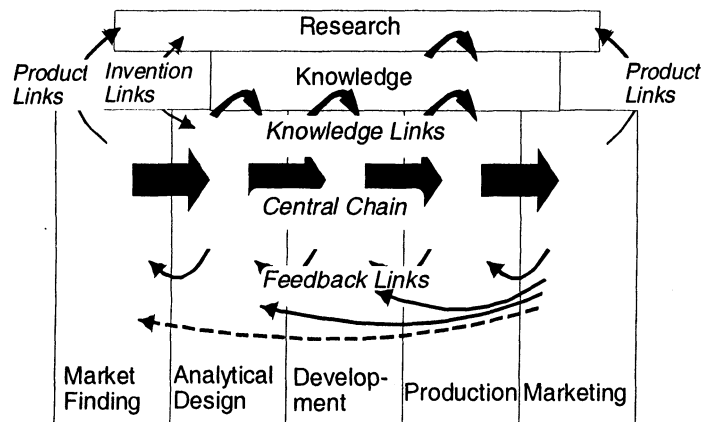 Research
Product
Links
Invention
Links
Knowledge
Product
Links
Knowledge Links
Central Chain
Feedback Links
Market
Finding
Analytical
Design
Develop-
ment
Production
Marketing